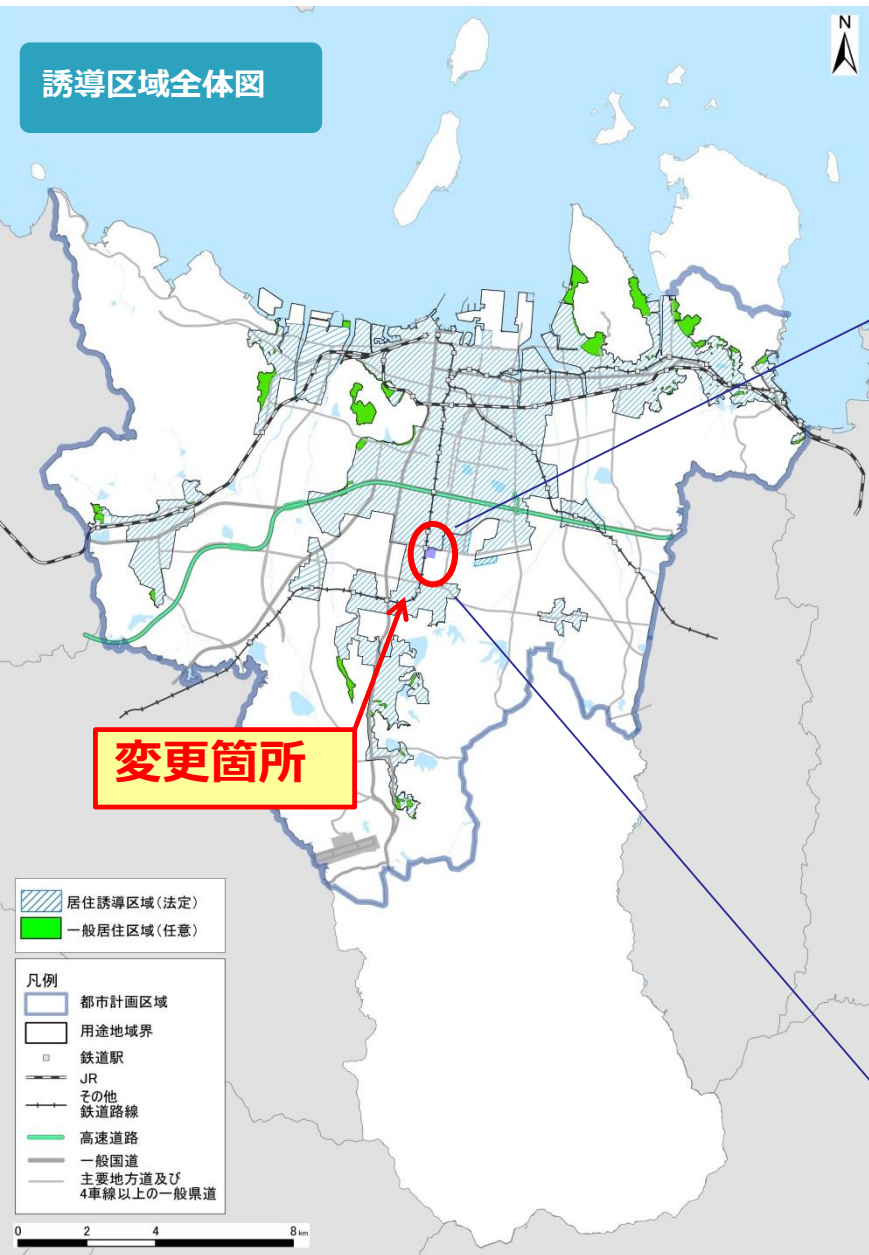 誘導区域全体図
N
変更箇所
居住誘導区域(法定)
一般居住区域(任意)
凡例
都市計画区域
用途地域界
鉄道駅
JR
その他
鉄道路線
高速道路
一般国道
主要地方道及び
4車線以上の一般県道
0 2 4 8 km